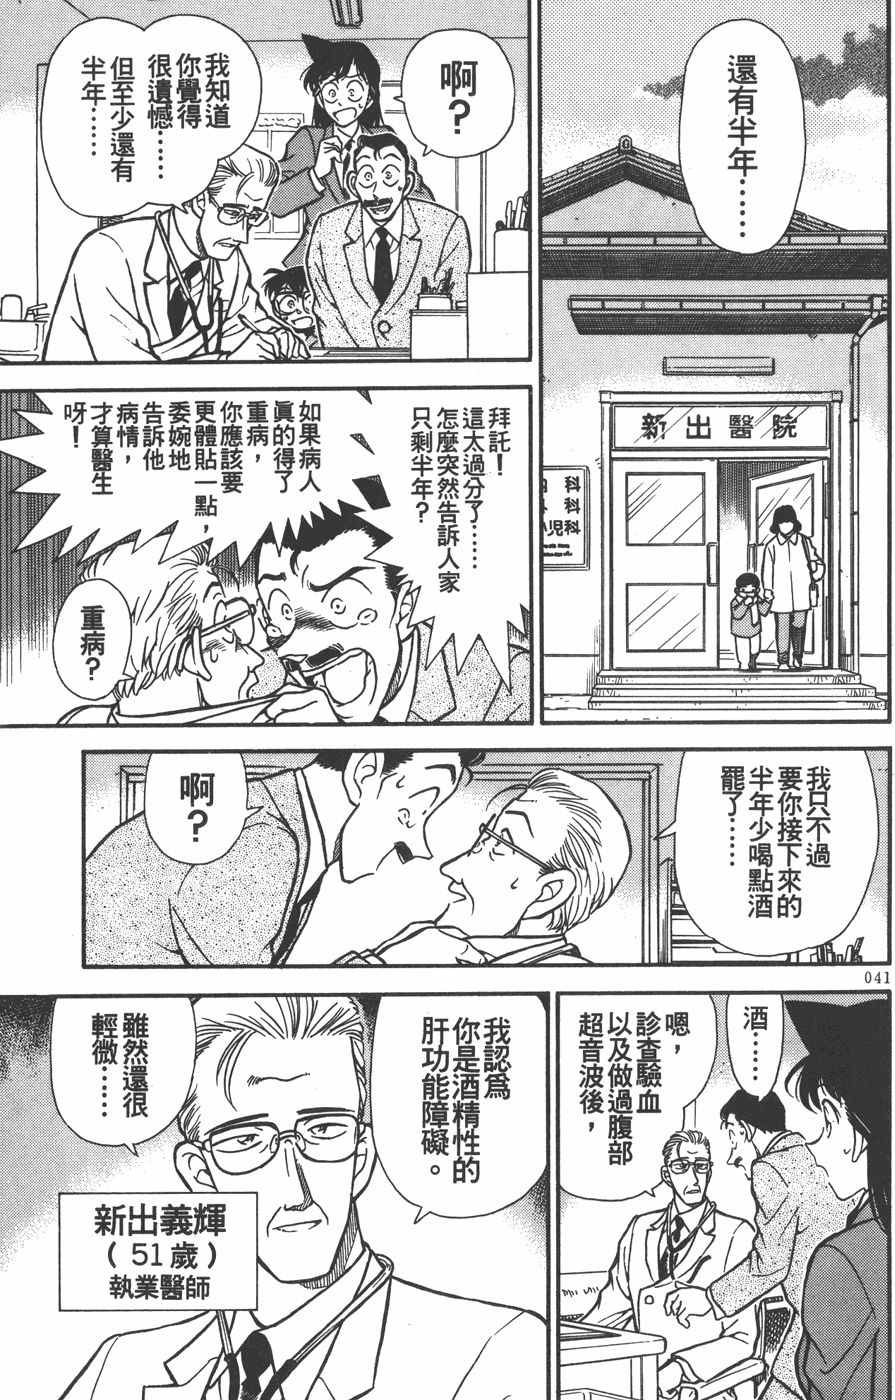 還有半年……
新出醫院
科
科
小兒科
啊?
我知道
你覺得
很遺憾……
但至少還有
半年……
拜託!
這太過分了……
怎麼突然告訴人家
只剩半年?
如果病人
真的得了
重病,
你應該要
更體貼一點,
委婉地
告訴他
病情,
才算醫生
呀!
重病?
我只不過
要你接下來的
半年少喝點酒
罷了……
啊?
041
酒……
嗯,
診查驗血
以及做過腹部
超音波後,
我認爲
你是酒精性的
肝功能障礙。
雖然還很
輕微……
新出義輝
(51歲)
執業醫師